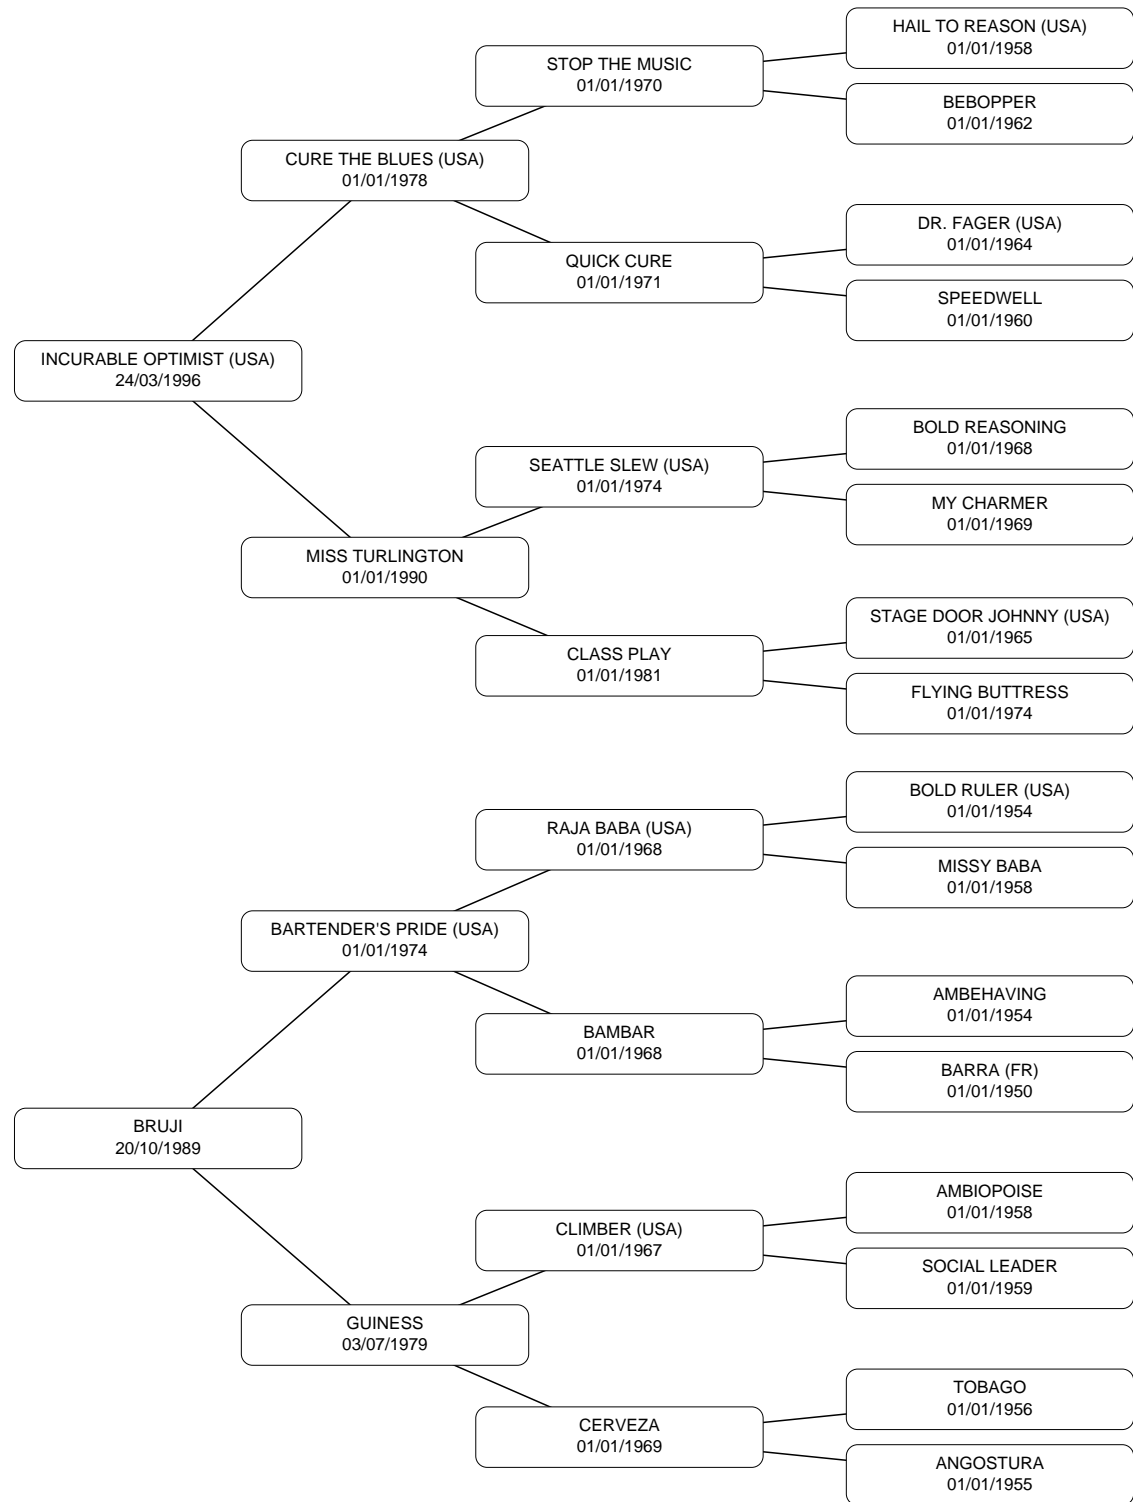 HAIL TO REASON (USA)
01/01/1958
STOP THE MUSIC
01/01/1970
BEBOPPER
01/01/1962
CURE THE BLUES (USA)
01/01/1978
DR. FAGER (USA)
01/01/1964
QUICK CURE
01/01/1971
SPEEDWELL
01/01/1960
INCURABLE OPTIMIST (USA)
24/03/1996
BOLD REASONING
01/01/1968
SEATTLE SLEW (USA)
01/01/1974
MY CHARMER
01/01/1969
MISS TURLINGTON
01/01/1990
STAGE DOOR JOHNNY (USA)
01/01/1965
CLASS PLAY
01/01/1981
FLYING BUTTRESS
01/01/1974
BOLD RULER (USA)
01/01/1954
RAJA BABA (USA)
01/01/1968
MISSY BABA
01/01/1958
BARTENDER'S PRIDE (USA)
01/01/1974
AMBEHAVING
01/01/1954
BAMBAR
01/01/1968
BARRA (FR)
01/01/1950
BRUJI
20/10/1989
AMBIOPOISE
01/01/1958
CLIMBER (USA)
01/01/1967
SOCIAL LEADER
01/01/1959
GUINESS
03/07/1979
TOBAGO
01/01/1956
CERVEZA
01/01/1969
ANGOSTURA
01/01/1955